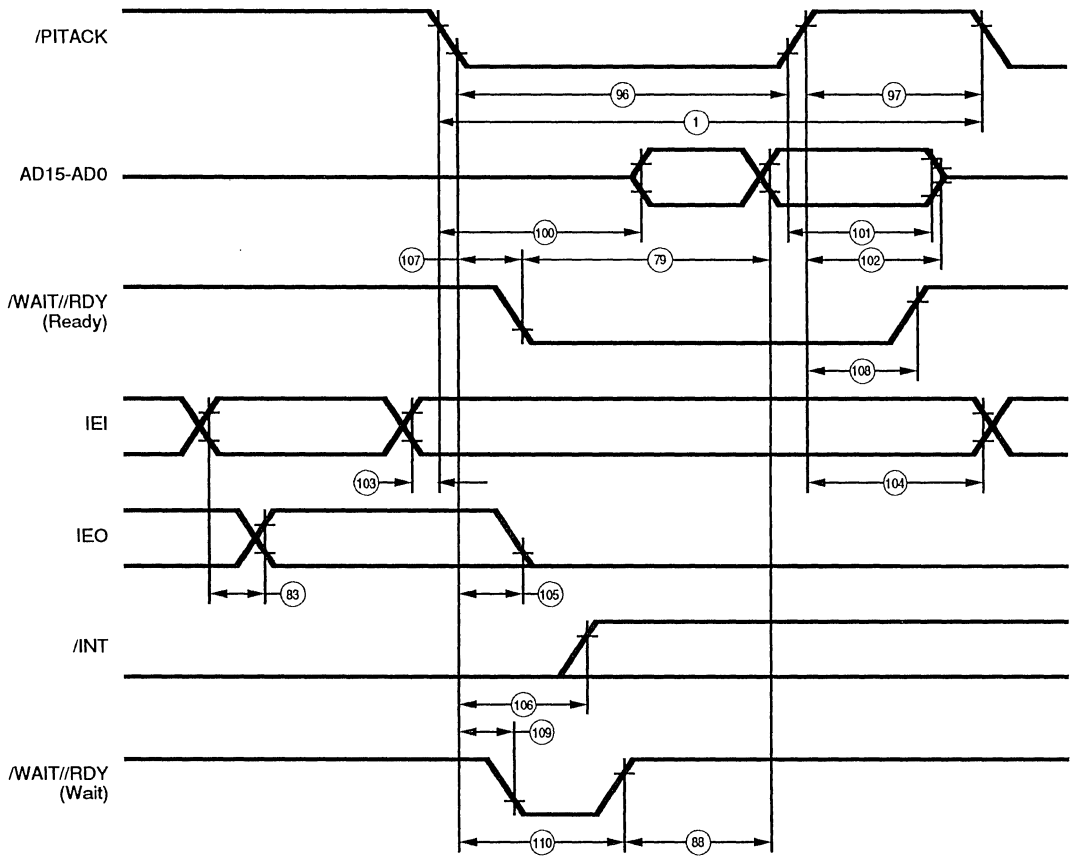 /PITACK
96
97
1
AD15-AD0
100
101
107
79
102
/WAIT//RDY
(Ready)
108
IEI
103
104
IEO
83
105
/INT
106
109
/WAIT//RDY
(Wait)
110
88